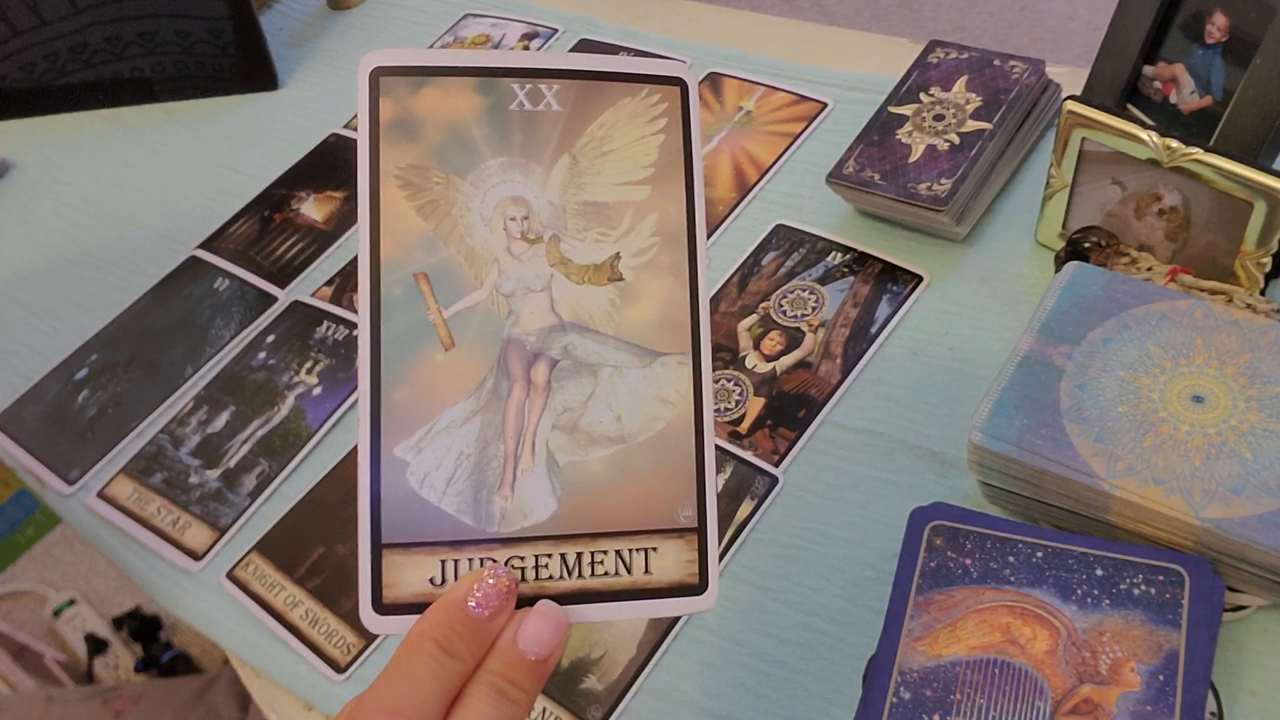 XX
JUDGEMENT
XVII
THE STAR
KNIGHT OF SWORDS